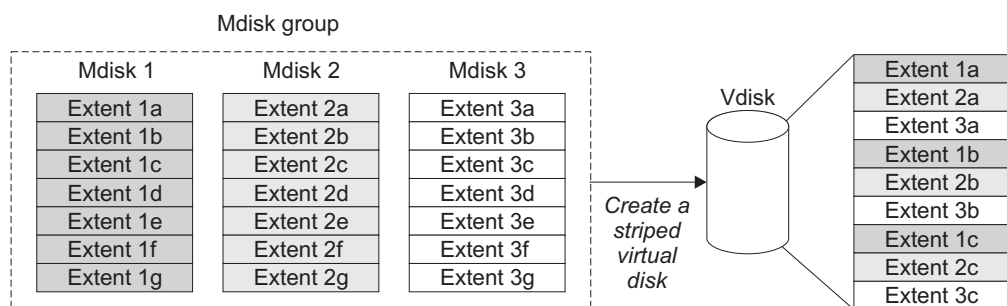 Mdisk group
Mdisk 1
Extent 1a
Extent 1b
Extent 1c
Extent 1d
Extent 1e
Extent 1f
Extent 1g
Mdisk 2
Extent 2a
Extent 2b
Extent 2c
Extent 2d
Extent 2e
Extent 2f
Extent 2g
Mdisk 3
Extent 3a
Extent 3b
Extent 3c
Extent 3d
Extent 3e
Extent 3f
Extent 3g
Create a
striped
virtual
disk
Vdisk
Extent 1a
Extent 2a
Extent 3a
Extent 1b
Extent 2b
Extent 3b
Extent 1c
Extent 2c
Extent 3c